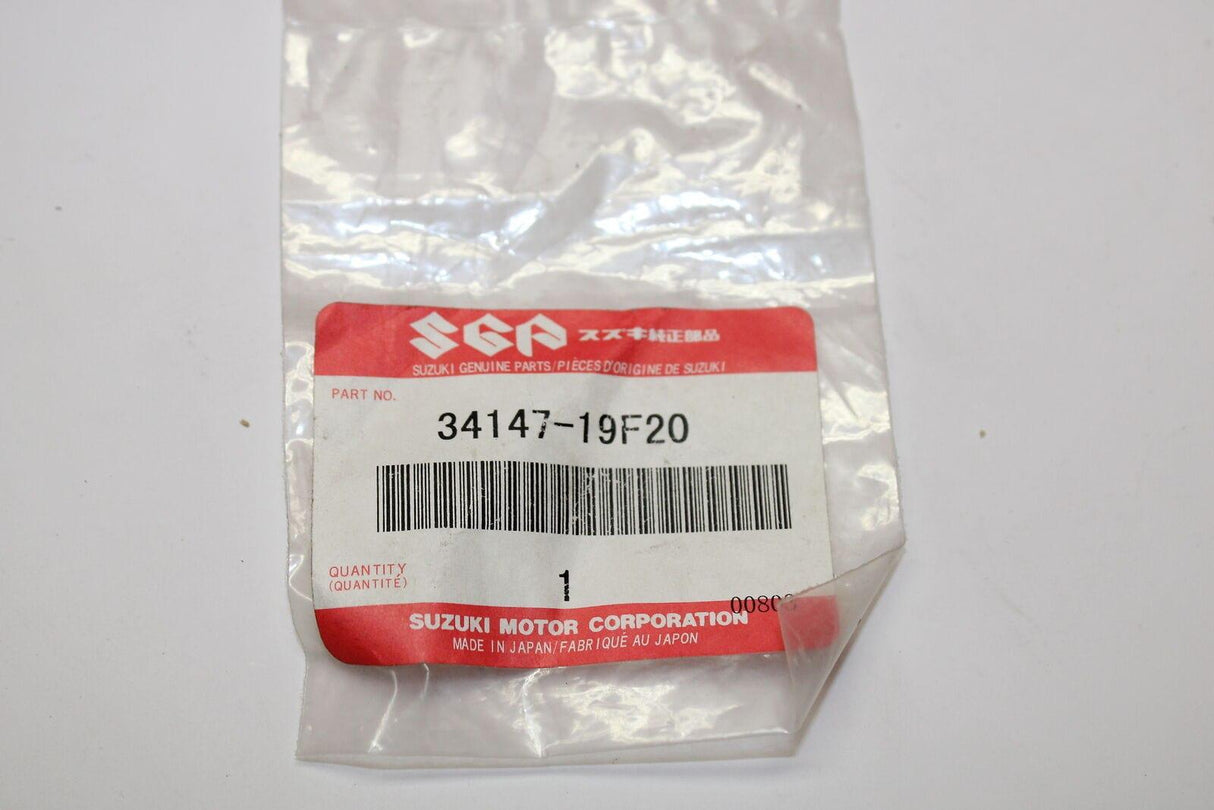 SGP スズキ純正部品
SUZUKI GENUINE PARTS/PIÈCES D'ORIGINE DE SUZUKI
PART NO.
34147-19F20
QUANTITY
(QUANTITÉ)
1
SUZUKI MOTOR CORPORATION
MADE IN JAPAN/FABRIQUÉ AU JAPON